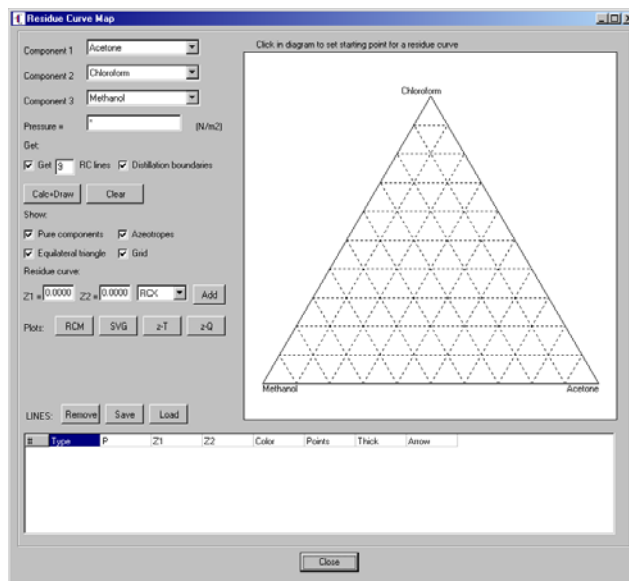 Residue Curve Map
Component 1 Acetone
Component 2 Chloroform
Component 3 Methanol
Pressure = * (N/m2)
Get:
Get 9 RC lines Distillation boundaries
Calc+Draw Clear
Show:
Pure components Azeotropes
Equilateral triangle Grid
Residue curve:
Z1 = 0.0000 Z2 = 0.0000 RCX Add
Plots: RCM SVG z-T z-Q
LINES: Remove Save Load
Click in diagram to set starting point for a residue curve
Chloroform
Methanol Acetone
# Type P Z1 Z2 Color Points Thick Arrow
Close